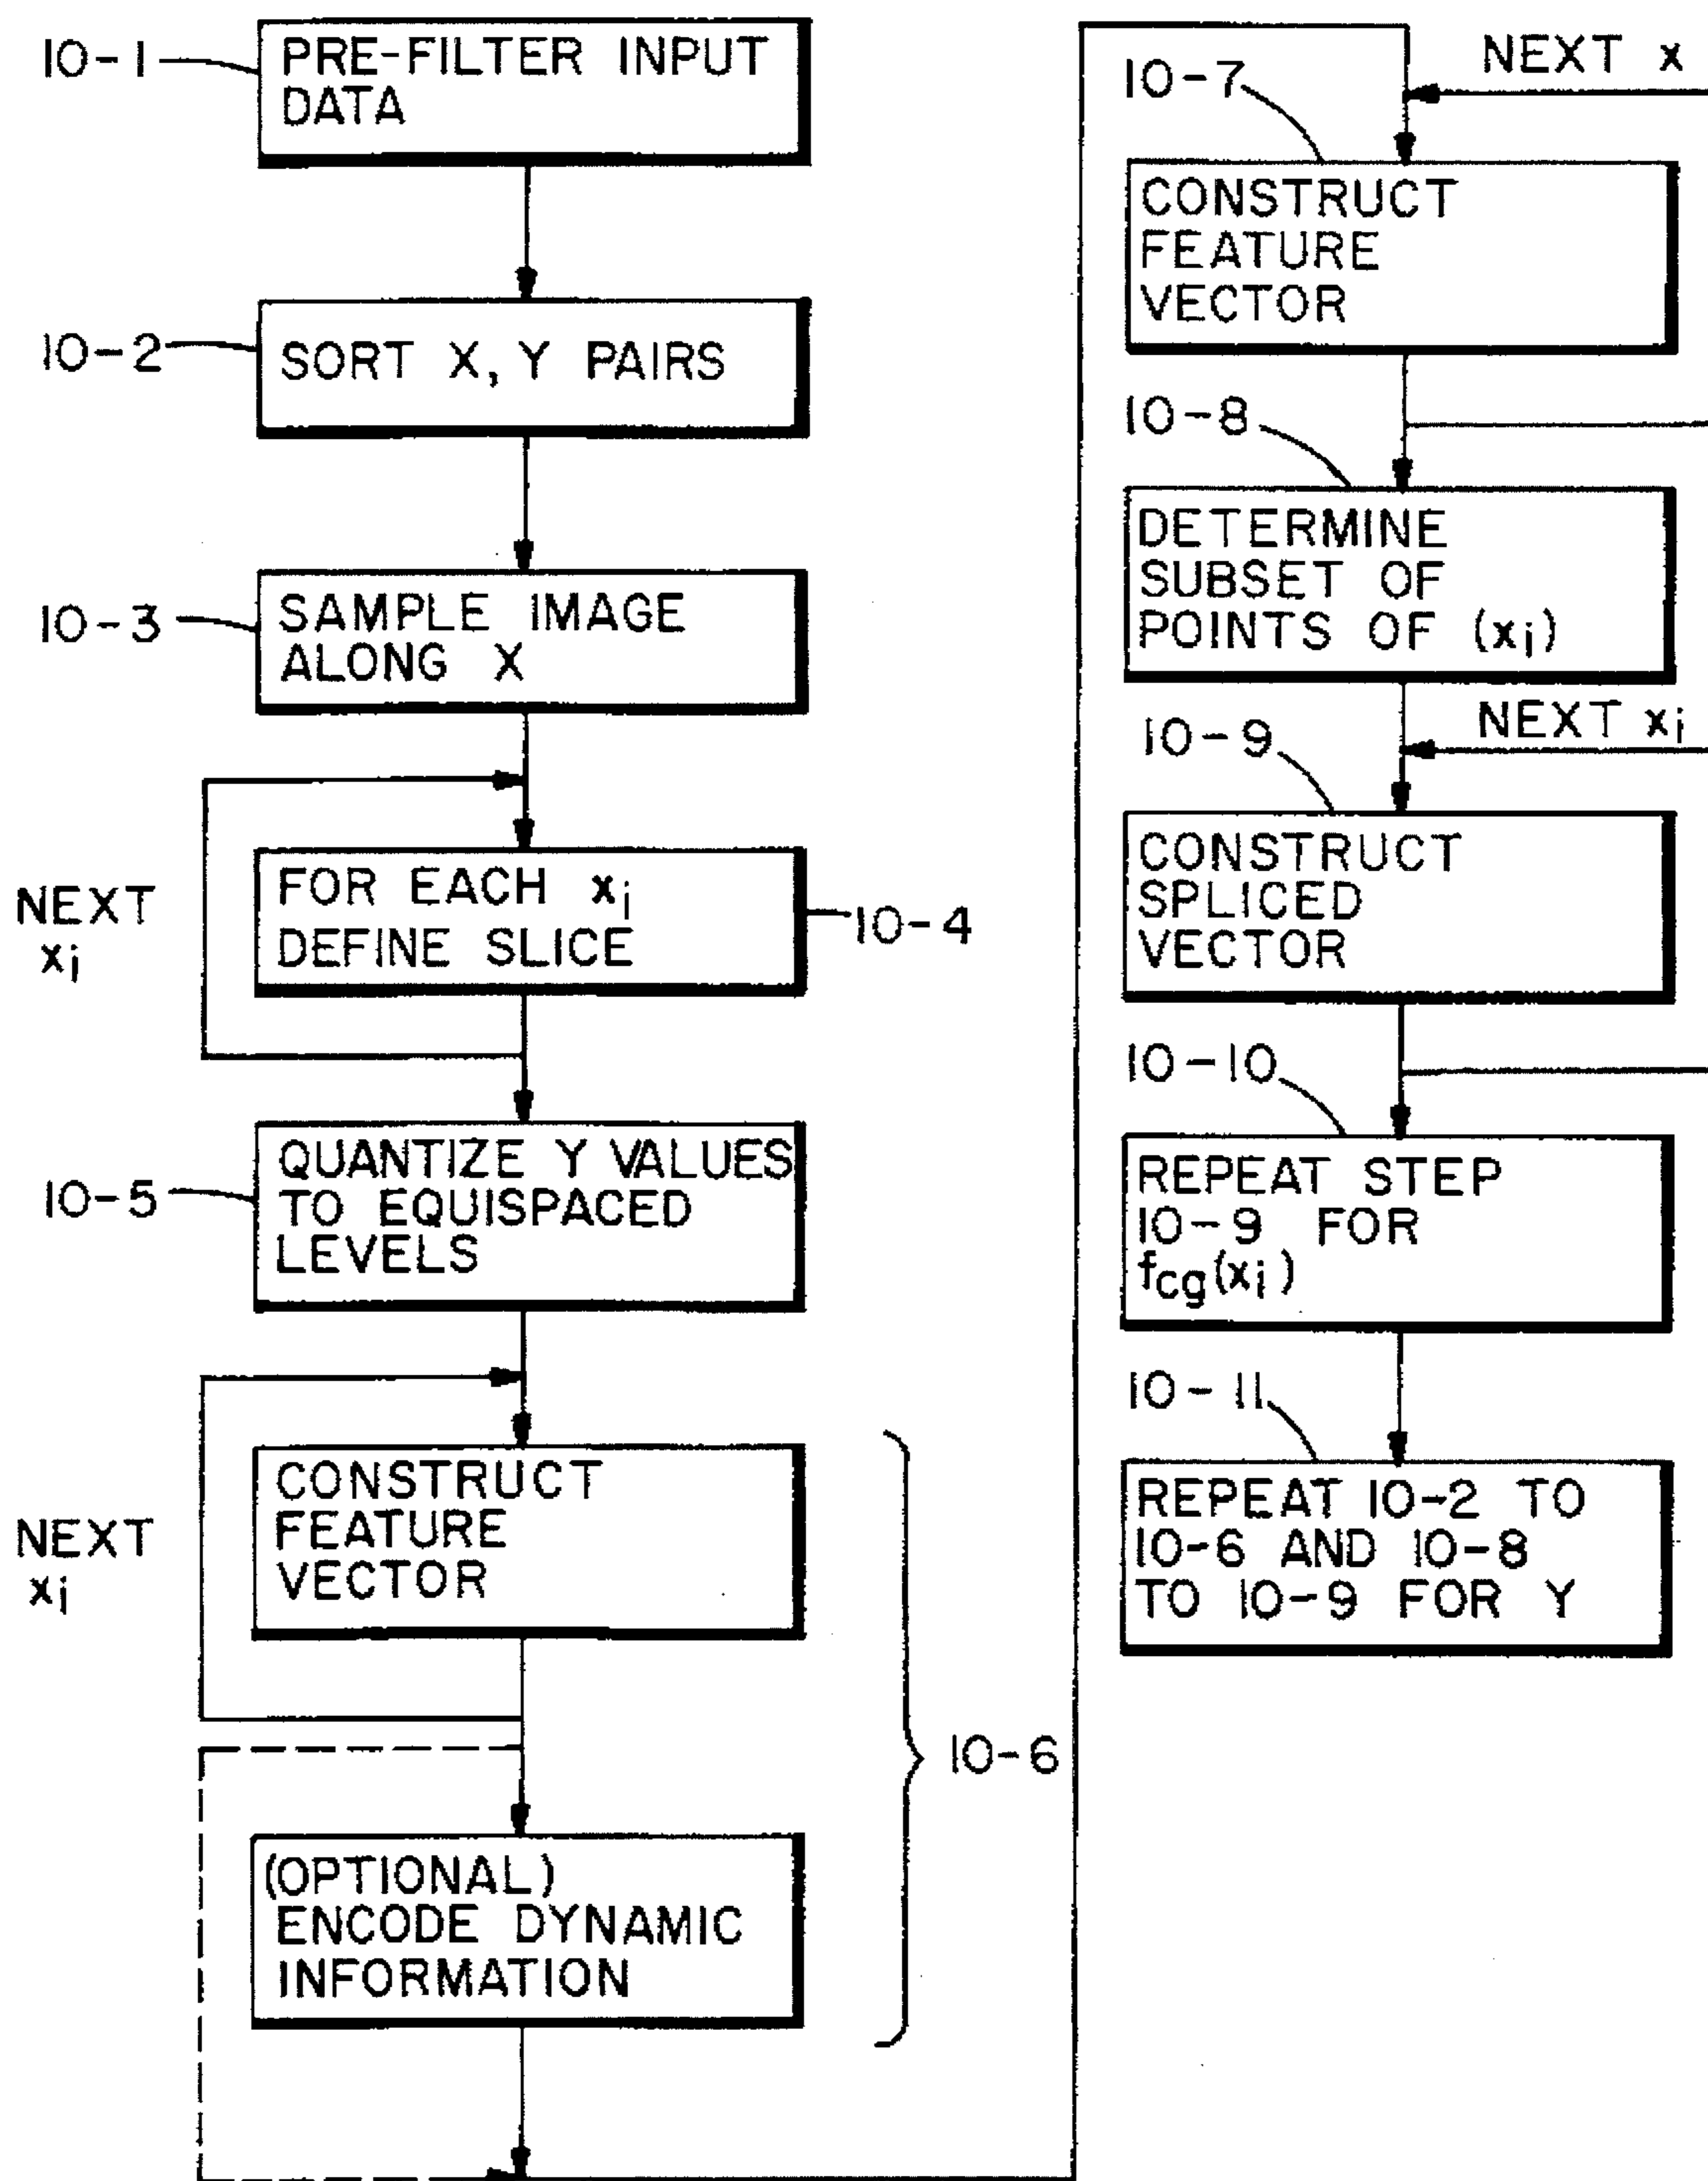 10-1
PRE-FILTER INPUT
DATA
10-2
SORT X, Y PAIRS
10-3
SAMPLE IMAGE
ALONG X
NEXT
xi
FOR EACH xi
DEFINE SLICE
10-4
10-5
QUANTIZE Y VALUES
TO EQUISPACED
LEVELS
NEXT
xi
CONSTRUCT
FEATURE
VECTOR
10-6
(OPTIONAL)
ENCODE DYNAMIC
INFORMATION
NEXT x
10-7
CONSTRUCT
FEATURE
VECTOR
10-8
DETERMINE
SUBSET OF
POINTS OF (xi)
NEXT xi
10-9
CONSTRUCT
SPLICED
VECTOR
10-10
REPEAT STEP
10-9 FOR
fcg(xi)
10-11
REPEAT 10-2 TO
10-6 AND 10-8
TO 10-9 FOR Y